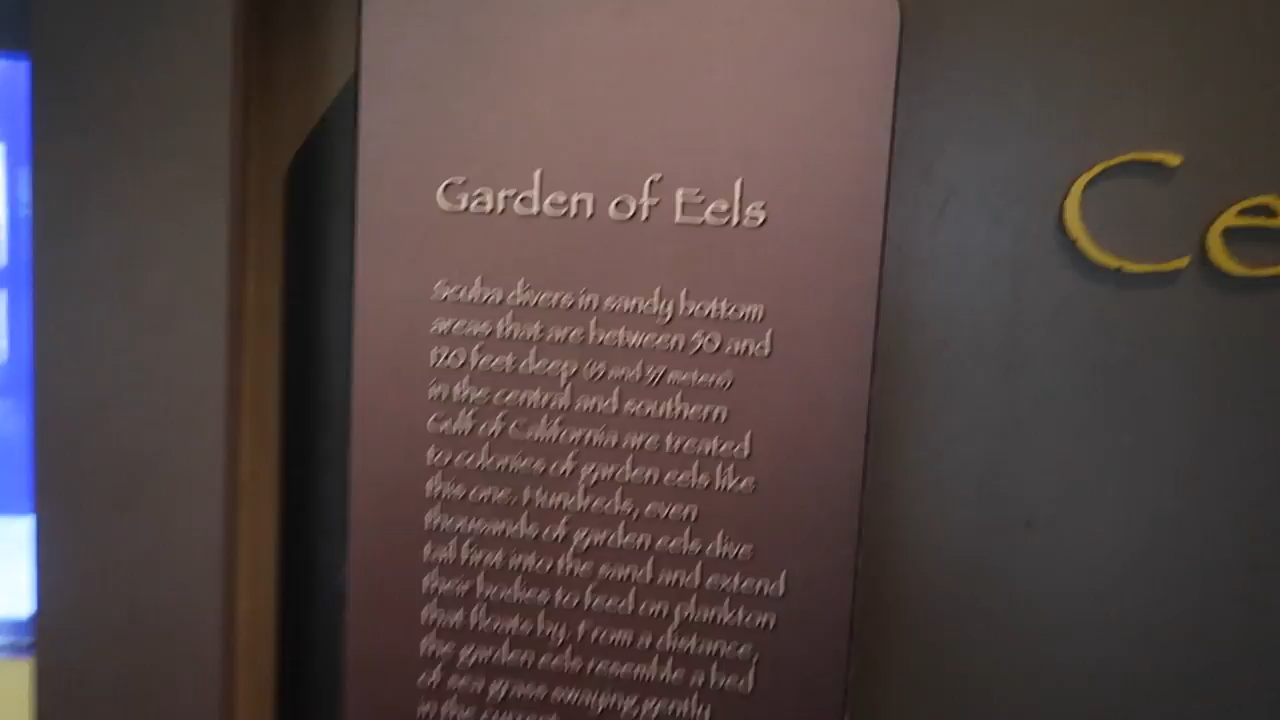 Garden of Eels
Scuba divers in sandy bottom
areas that are between 50 and
120 feet deep (15 and 37 meters)
in the central and southern
Gulf of California are treated
to colonies of garden eels like
this one. Hundreds, even
thousands of garden eels dive
tail first into the sand and extend
their bodies to feed on plankton
that floats by. From a distance,
the garden eels resemble a bed
of sea grass swaying gently
in the current.
Ce